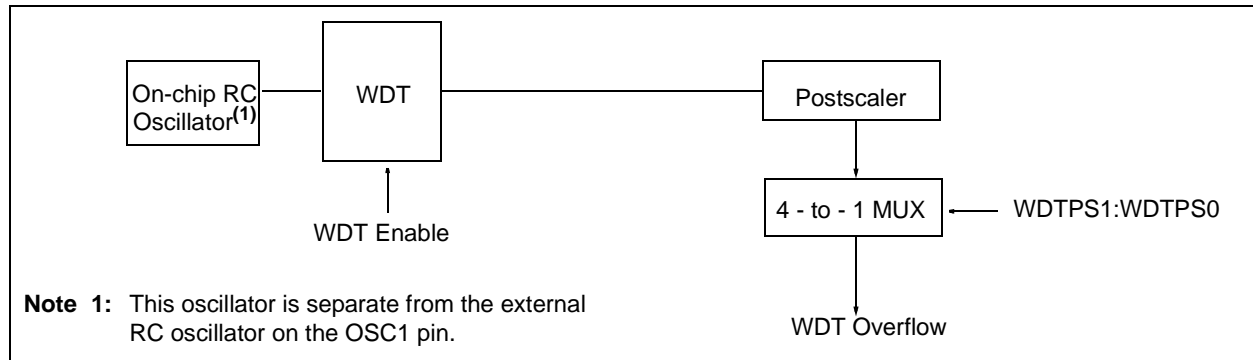 On-chip RC
Oscillator(1)
WDT
Postscaler
4 - to - 1 MUX
WDTPS1:WDTPS0
WDT Enable
WDT Overflow
Note 1: This oscillator is separate from the external
RC oscillator on the OSC1 pin.